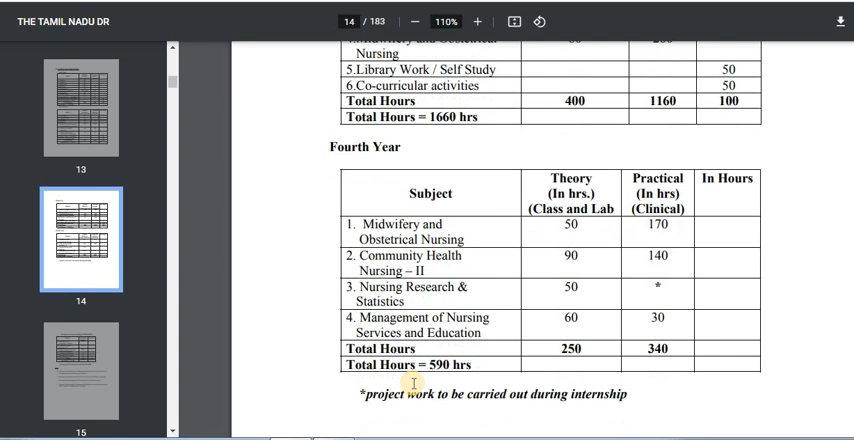 THE TAMIL NADU DR
14 / 183
110%
13
14
15
Nursing
5.Library Work / Self Study 50
6.Co-curricular activities 50
Total Hours 400 1160 100
Total Hours = 1660 hrs
Fourth Year
Subject Theory (In hrs.) (Class and Lab Practical (In hrs) (Clinical) In Hours
1. Midwifery and 50 170
Obstetrical Nursing
2. Community Health 90 140
Nursing – II
3. Nursing Research & 50 *
Statistics
4. Management of Nursing 60 30
Services and Education
Total Hours 250 340
Total Hours = 590 hrs
*project work to be carried out during internship